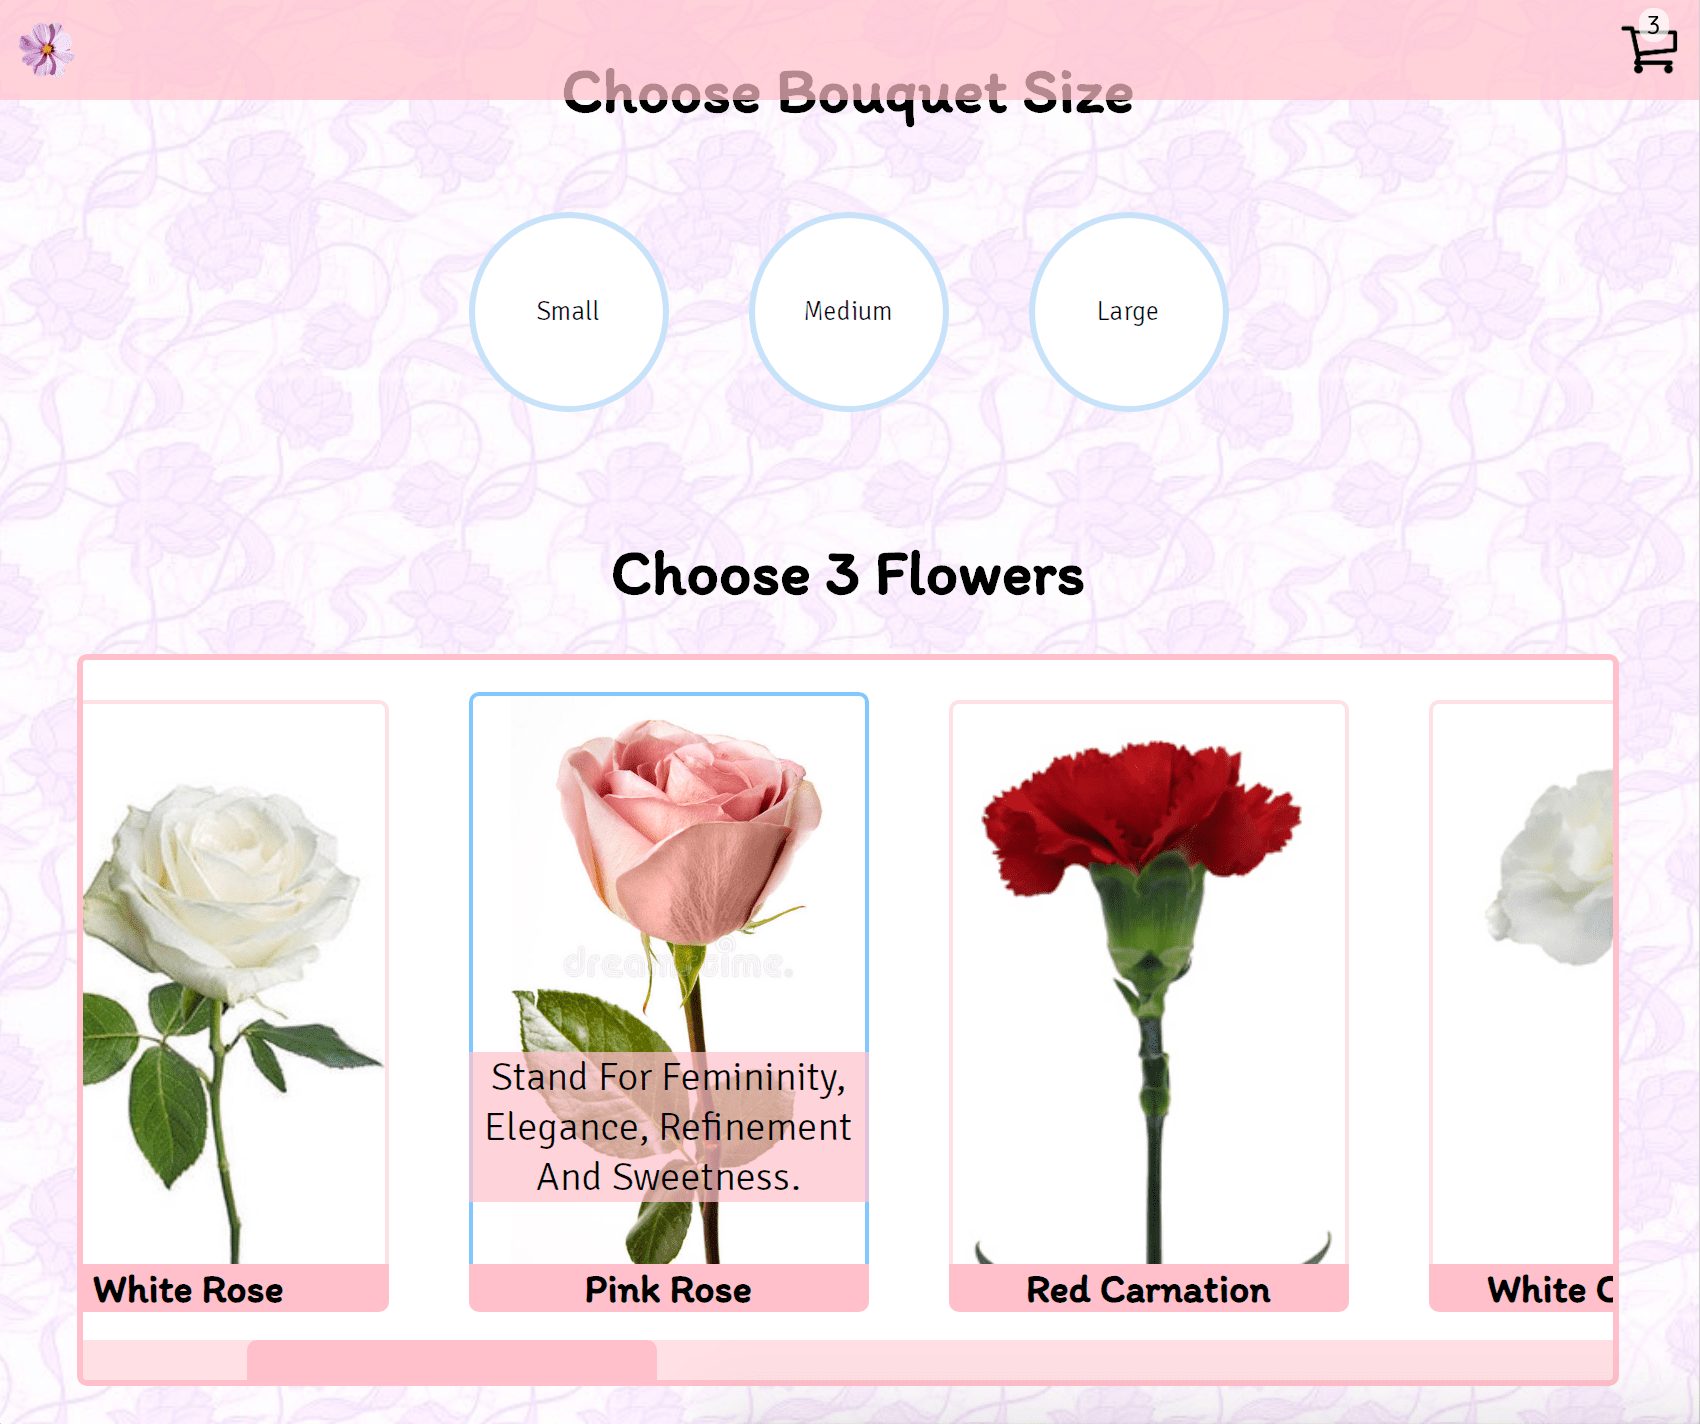 3
Choose Bouquet Size
Small
Medium
Large
Choose 3 Flowers
dreamstime.
Stand For Femininity,
Elegance, Refinement
And Sweetness.
White Rose
Pink Rose
Red Carnation
White